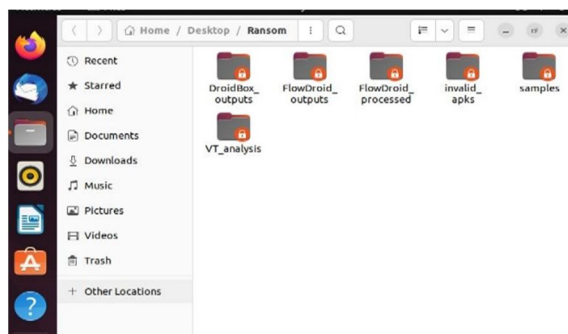 Home / Desktop / Ransom
Recent
Starred
Home
Documents
Downloads
Music
Pictures
Videos
Trash
+ Other Locations
DroidBox_
outputs
FlowDroid_
outputs
FlowDroid_
processed
invalid_
apks
samples
VT_analysis